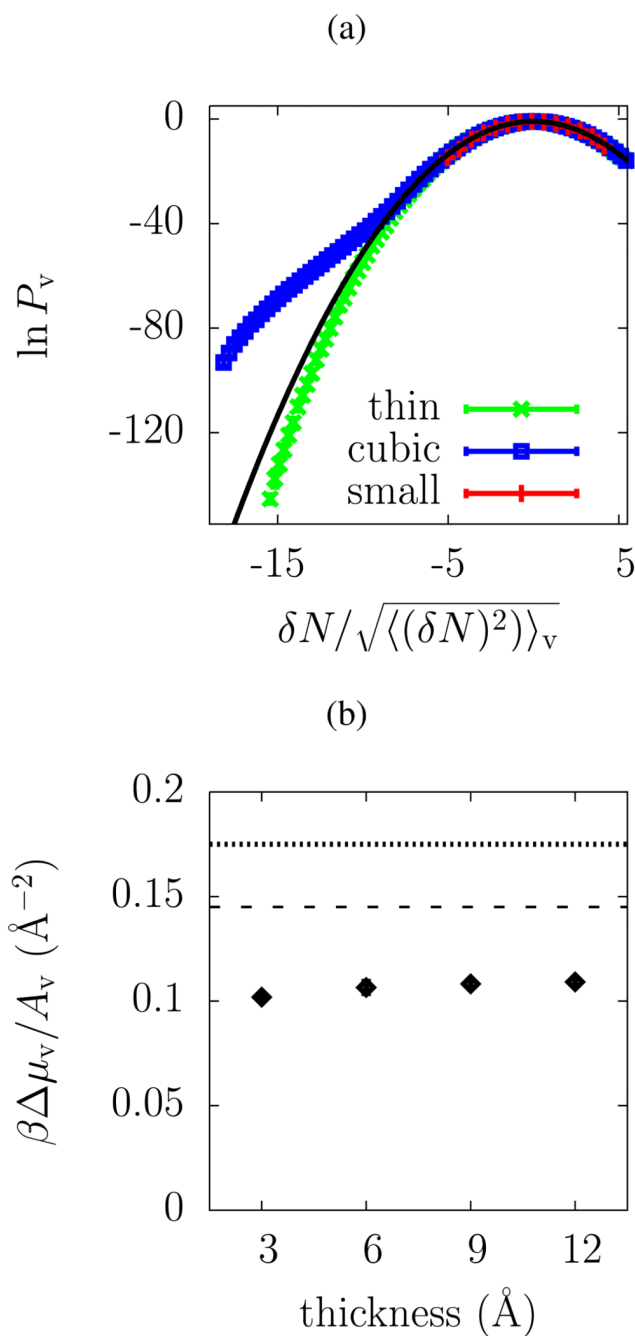 (a)
0
-40
-80
-120
ln P_v
thin
cubic
small
-15
-5
5
δN/√⟨(δN)²)⟩_v
(b)
0.2
0.15
0.1
0.05
0
βΔμ_v/A_v (Å⁻²)
3
6
9
12
thickness (Å)